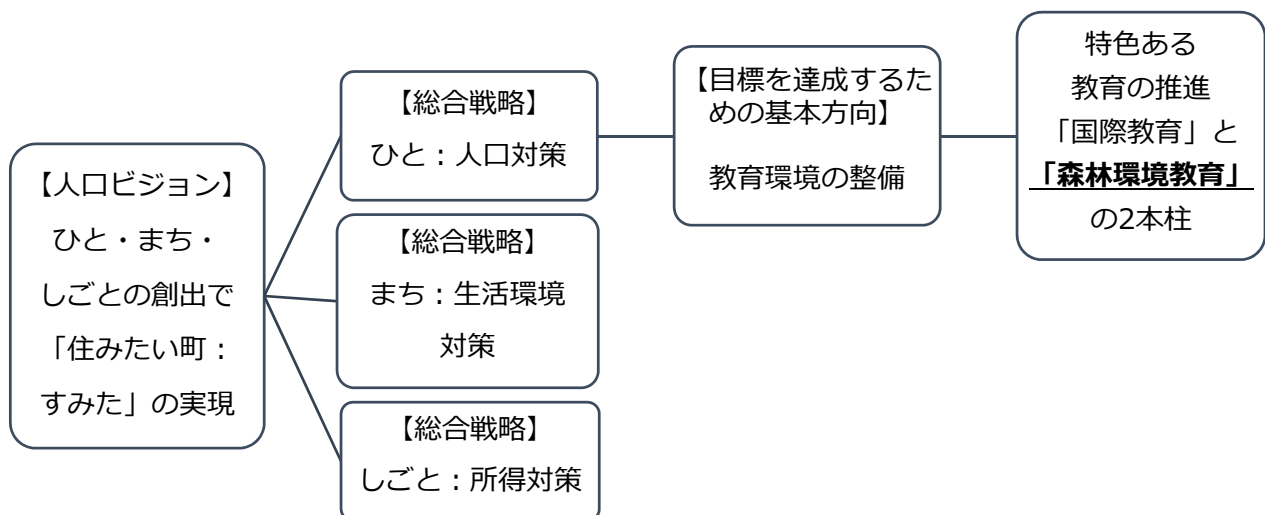 【人口ビジョン】
ひと・まち・
しごとの創出で
「住みたい町：
すみた」の実現
【総合戦略】
ひと：人口対策
【総合戦略】
まち：生活環境
対策
【総合戦略】
しごと：所得対策
【目標を達成するた
めの基本方向】
教育環境の整備
特色ある
教育の推進
「国際教育」と
「森林環境教育」
の2本柱